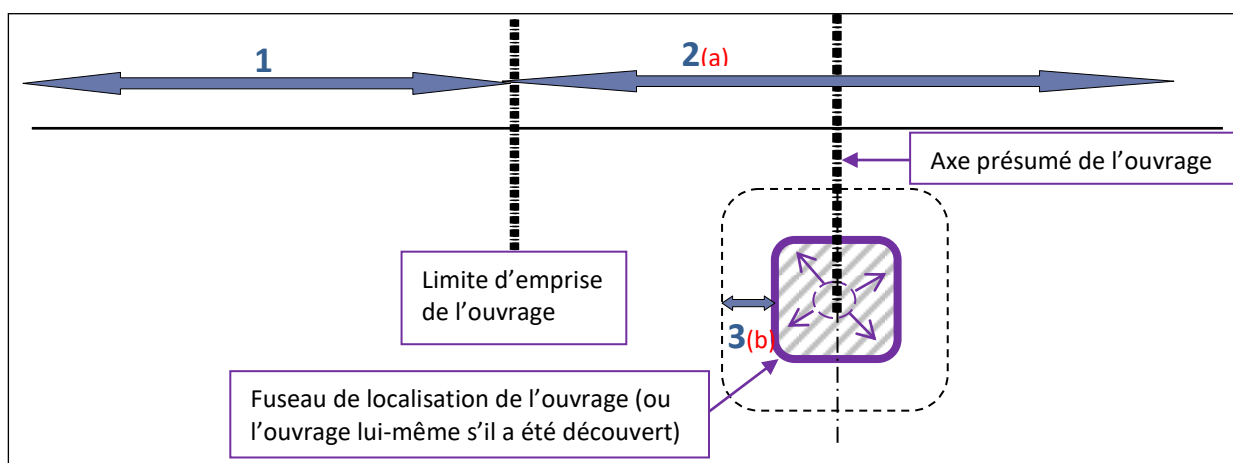 1
2(a)
Axe présumé de l’ouvrage
Limite d’emprise
de l’ouvrage
3(b)
Fuseau de localisation de l’ouvrage (ou
l’ouvrage lui-même s’il a été découvert)